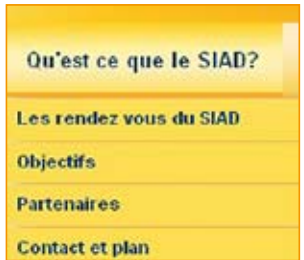 Qu'est ce que le SIAD?
Les rendez vous du SIAD
Objectifs
Partenaires
Contact et plan